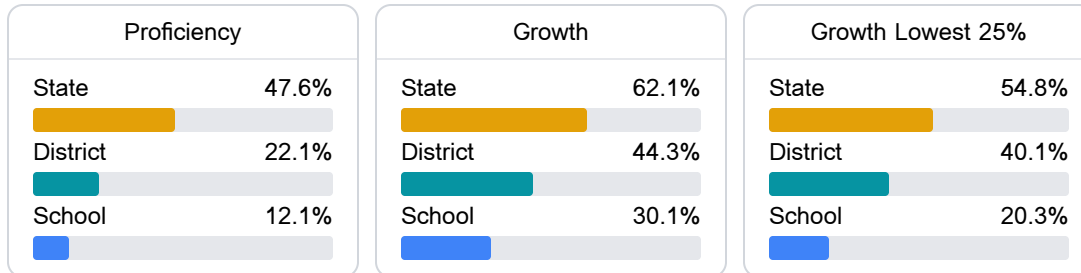 Proficiency
State 47.6%
District 22.1%
School 12.1%
Growth
State 62.1%
District 44.3%
School 30.1%
Growth Lowest 25%
State 54.8%
District 40.1%
School 20.3%